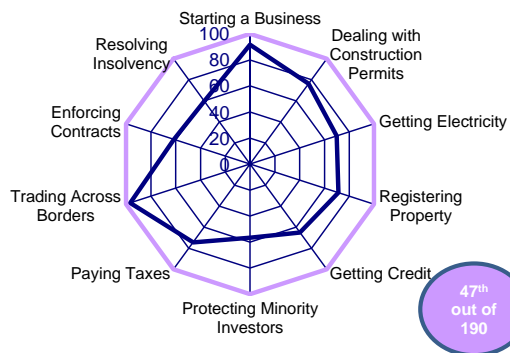 Starting a Business
Dealing with
Construction
Permits
Getting Electricity
Registering
Property
Getting Credit
Protecting Minority
Investors
Paying Taxes
Trading Across
Borders
Enforcing
Contracts
Resolving
Insolvency
100
80
60
40
20
0
47th
out of
190